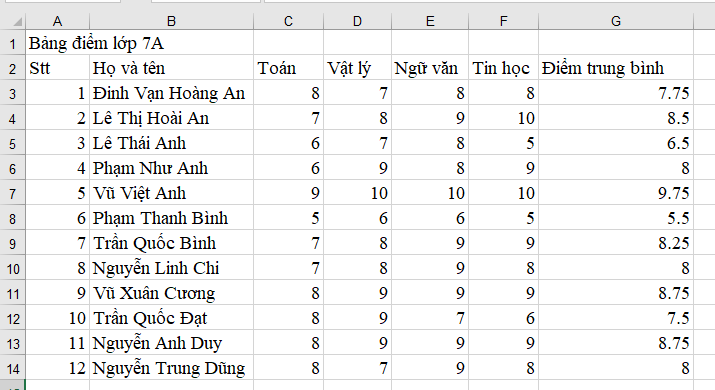 A B C D E F G
1 Bảng điểm lớp 7A
2 Stt Họ và tên Toán Vật lý Ngữ văn Tin học Điểm trung bình
3 1 Đinh Vạn Hoàng An 8 7 8 8 7.75
4 2 Lê Thị Hoài An 7 8 9 10 8.5
5 3 Lê Thái Anh 6 7 8 5 6.5
6 4 Phạm Như Anh 6 9 8 9 8
7 5 Vũ Việt Anh 9 10 10 10 9.75
8 6 Phạm Thanh Bình 5 6 6 5 5.5
9 7 Trần Quốc Bình 7 8 9 9 8.25
10 8 Nguyễn Linh Chi 7 8 9 8 8
11 9 Vũ Xuân Cương 8 9 9 9 8.75
12 10 Trần Quốc Đạt 8 9 7 6 7.5
13 11 Nguyễn Anh Duy 8 9 9 9 8.75
14 12 Nguyễn Trung Dũng 8 7 9 8 8